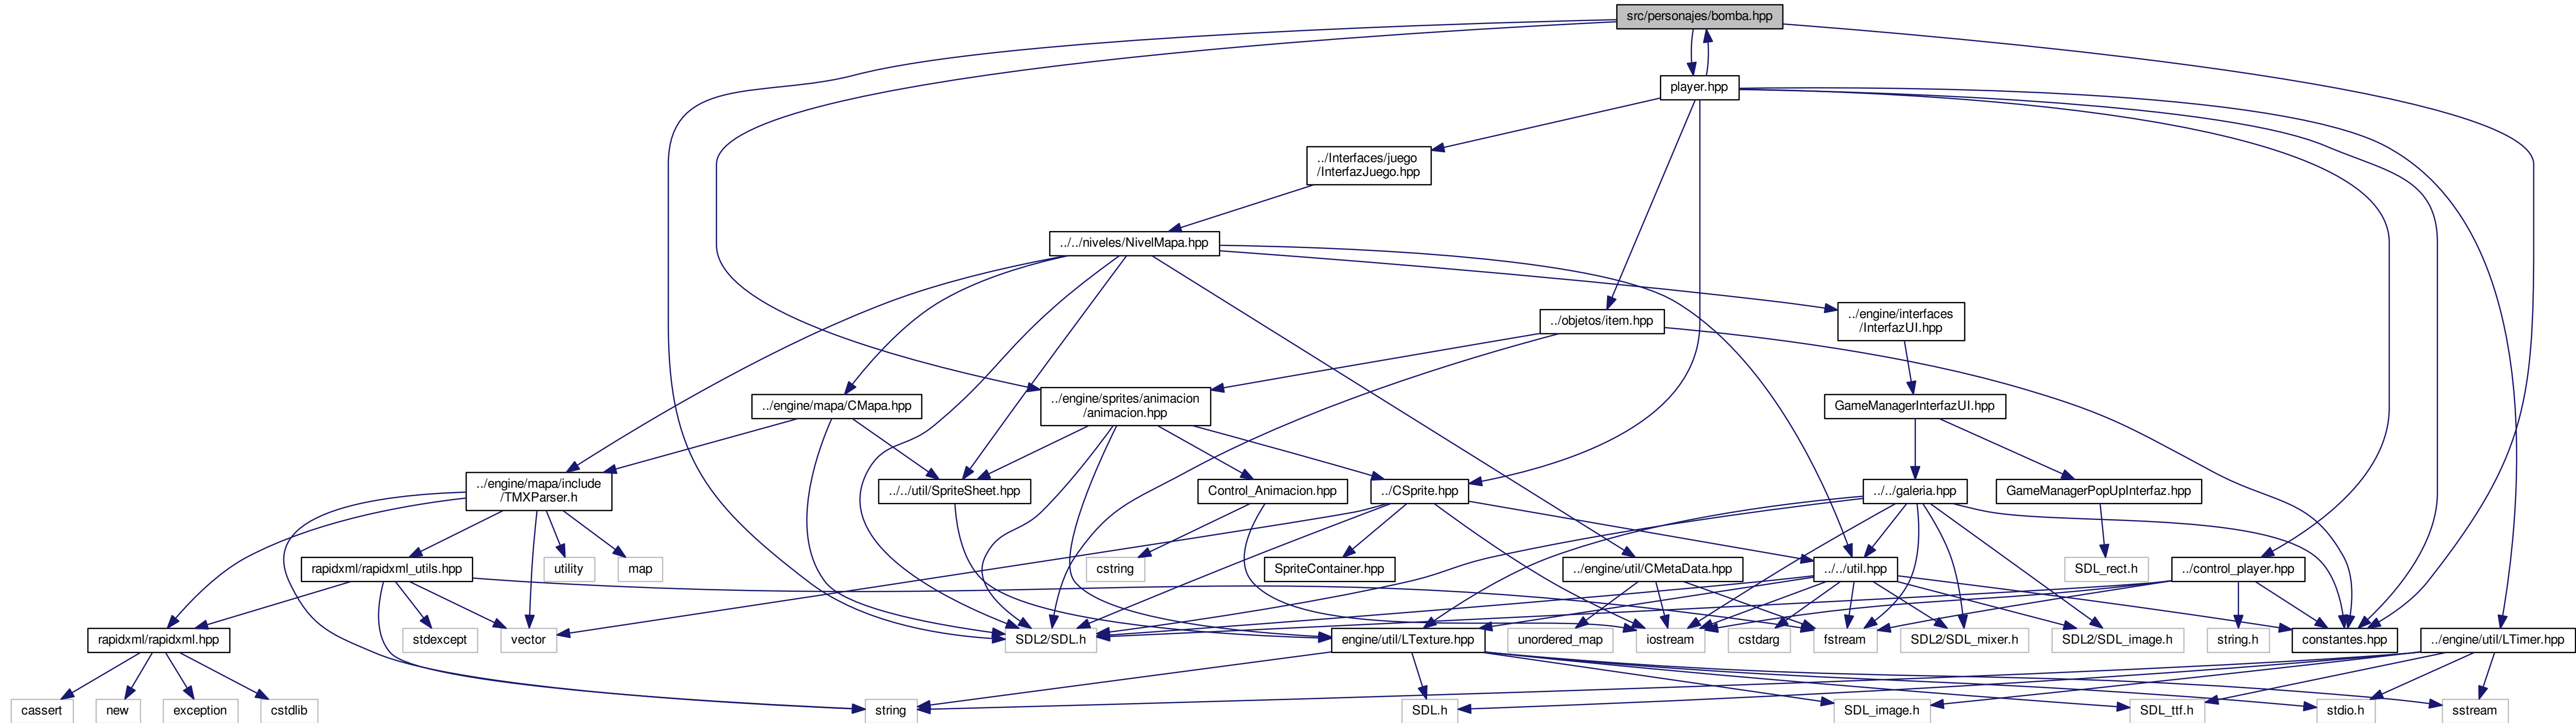 src/personajes/bomba.hpp
player.hpp
../Interfaces/juego
/InterfazJuego.hpp
../../niveles/NivelMapa.hpp
../objetos/item.hpp
../engine/interfaces
/InterfazUI.hpp
../engine/mapa/CMapa.hpp
../engine/sprites/animacion
/animacion.hpp
GameManagerInterfazUI.hpp
../engine/mapa/include
/TMXParser.h
../../util/SpriteSheet.hpp
Control_Animacion.hpp
../CSprite.hpp
../../galeria.hpp
GameManagerPopUpInterfaz.hpp
rapidxml/rapidxml_utils.hpp
utility
map
cstring
SpriteContainer.hpp
../engine/util/CMetaData.hpp
../../util.hpp
SDL_rect.h
../control_player.hpp
rapidxml/rapidxml.hpp
stdexcept
vector
SDL2/SDL.h
engine/util/LTexture.hpp
unordered_map
iostream
cstdarg
fstream
SDL2/SDL_mixer.h
SDL2/SDL_image.h
string.h
constantes.hpp
../engine/util/LTimer.hpp
cassert
new
exception
cstdlib
string
SDL.h
SDL_image.h
SDL_ttf.h
stdio.h
sstream